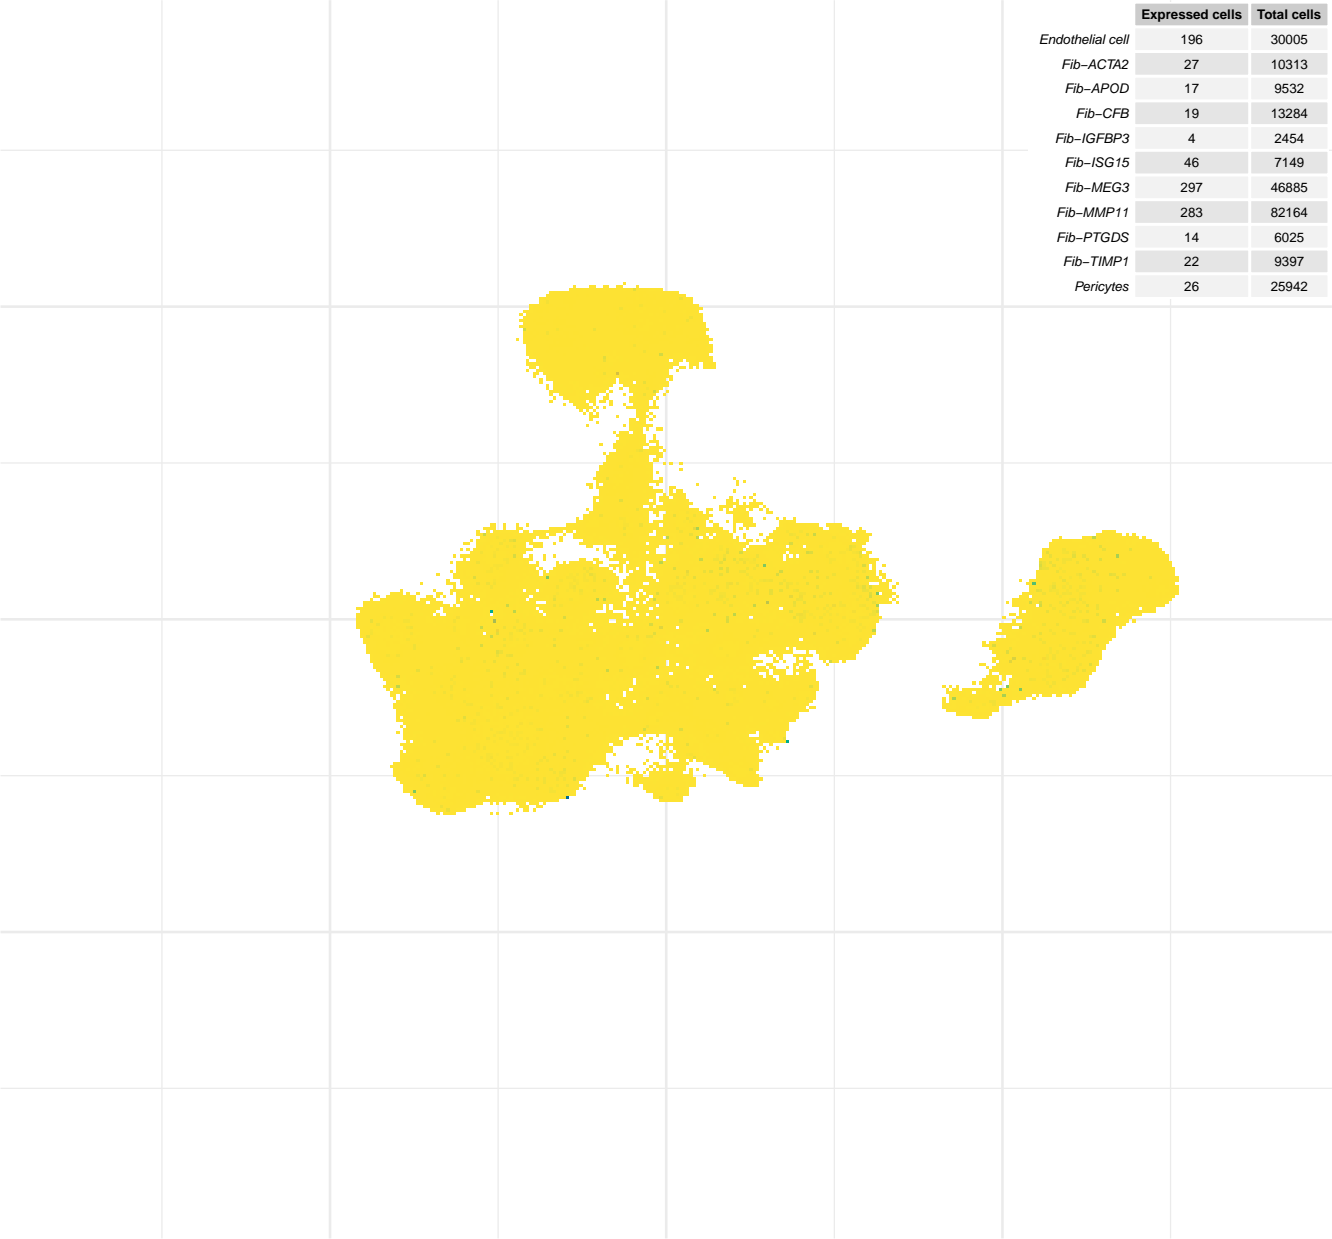 Expressed cells Total cells
Endothelial cell 196 30005
Fib−ACTA2 27 10313
Fib−APOD 17 9532
Fib−CFB 19 13284
Fib−IGFBP3 4 2454
Fib−ISG15 46 7149
Fib−MEG3 297 46885
Fib−MMP11 283 82164
Fib−PTGDS 14 6025
Fib−TIMP1 22 9397
Pericytes 26 25942